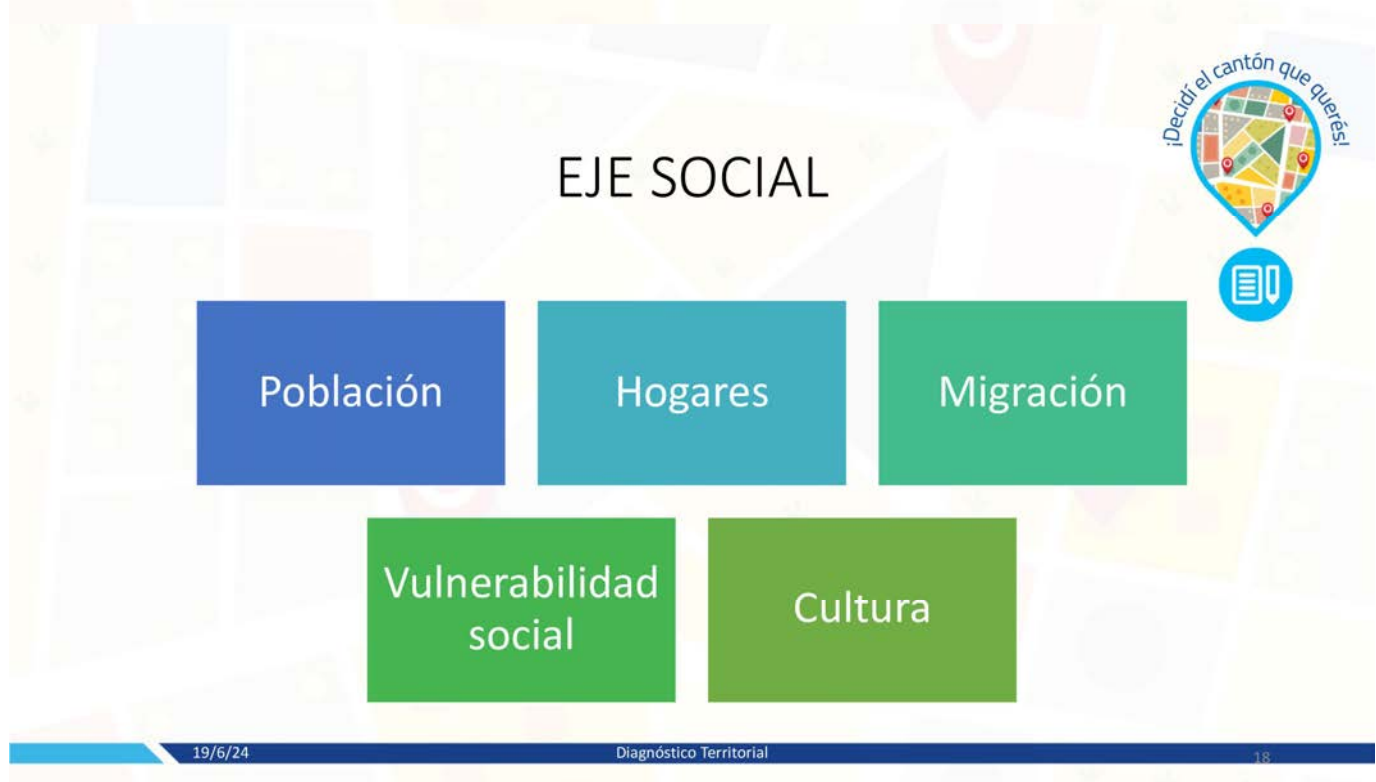 ¡Decidí el cantón que querés!
EJE SOCIAL
Población
Hogares
Migración
Vulnerabilidad
social
Cultura
19/6/24
Diagnóstico Territorial
18